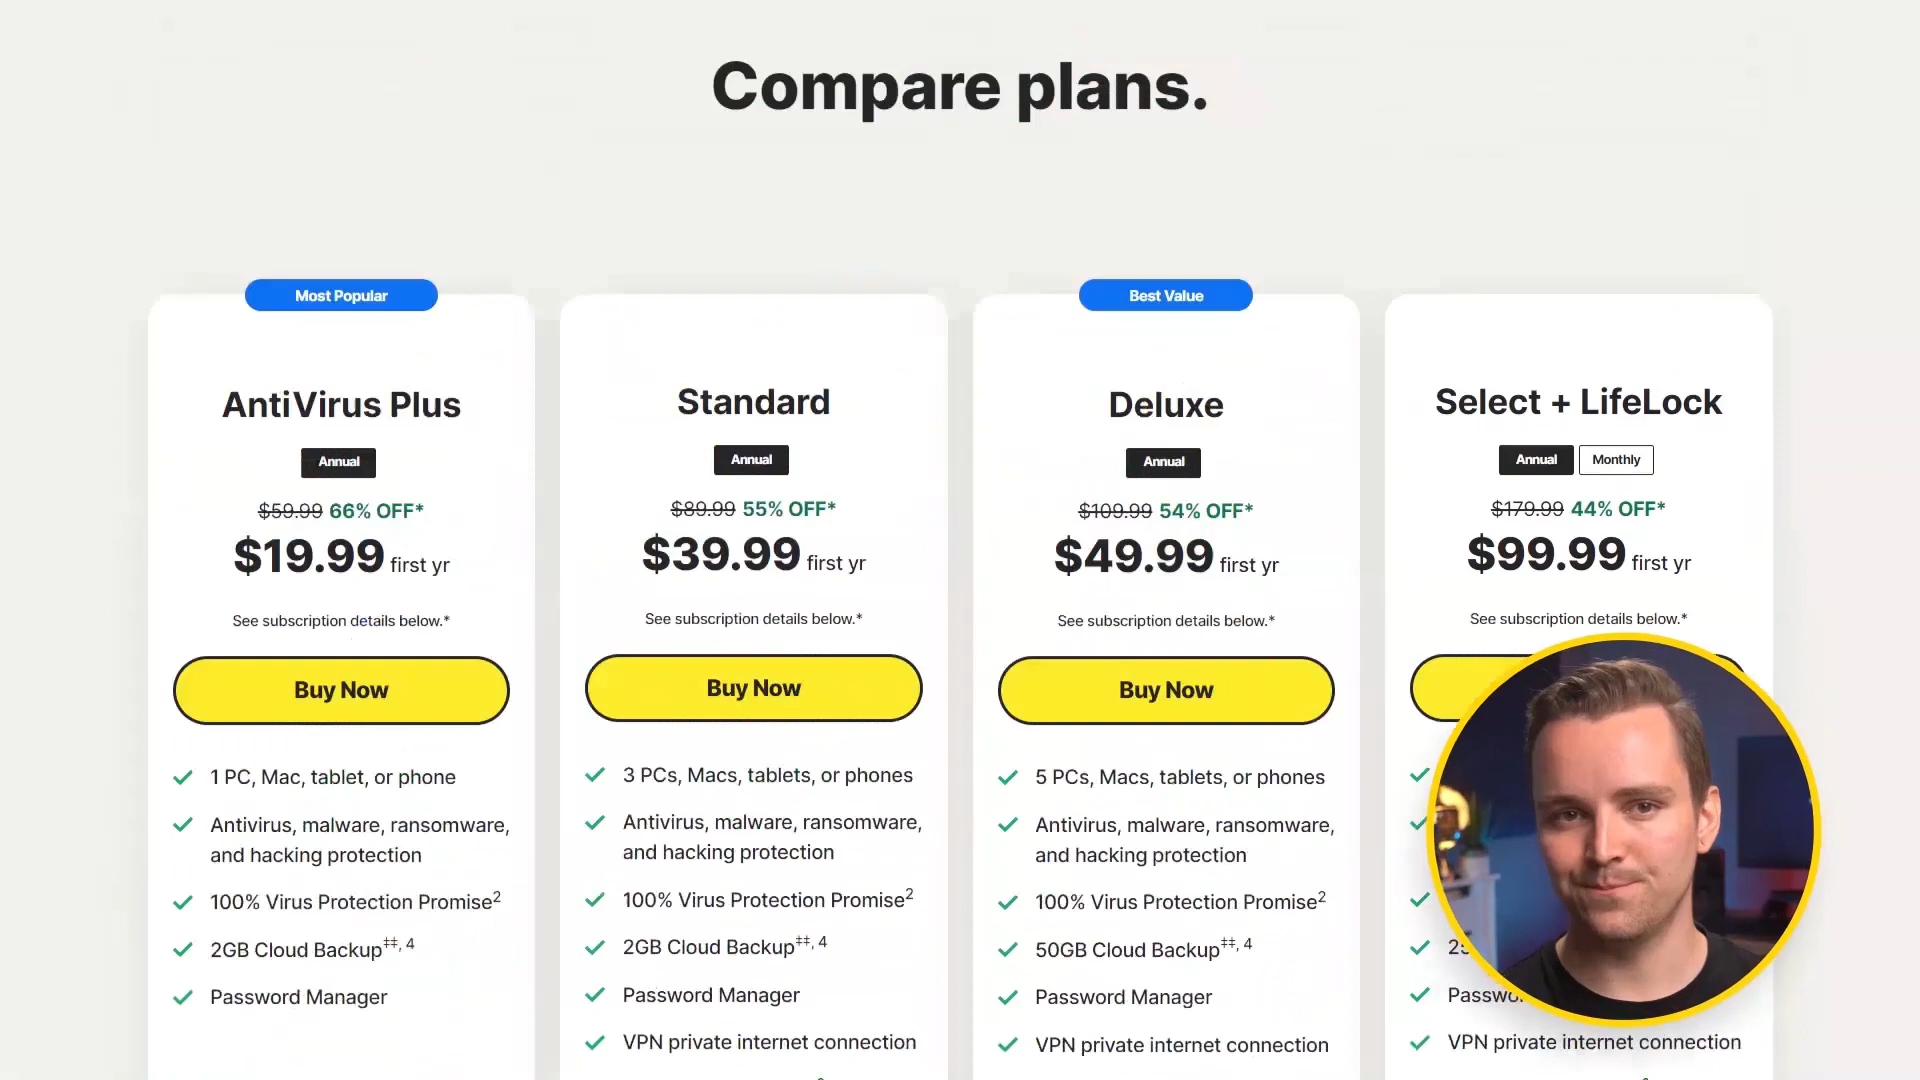 Compare plans.
Most Popular
AntiVirus Plus
Annual
$59.99 66% OFF*
$19.99 first yr
See subscription details below.*
Buy Now
1 PC, Mac, tablet, or phone
Antivirus, malware, ransomware,
and hacking protection
100% Virus Protection Promise2
2GB Cloud Backup‡‡, 4
Password Manager
Standard
Annual
$89.99 55% OFF*
$39.99 first yr
See subscription details below.*
Buy Now
3 PCs, Macs, tablets, or phones
Antivirus, malware, ransomware,
and hacking protection
100% Virus Protection Promise2
2GB Cloud Backup‡‡, 4
Password Manager
VPN private internet connection
Best Value
Deluxe
Annual
$109.99 54% OFF*
$49.99 first yr
See subscription details below.*
Buy Now
5 PCs, Macs, tablets, or phones
Antivirus, malware, ransomware,
and hacking protection
100% Virus Protection Promise2
50GB Cloud Backup‡‡, 4
Password Manager
VPN private internet connection
Select + LifeLock
Annual Monthly
$179.99 44% OFF*
$99.99 first yr
See subscription details below.*
VPN private internet connection